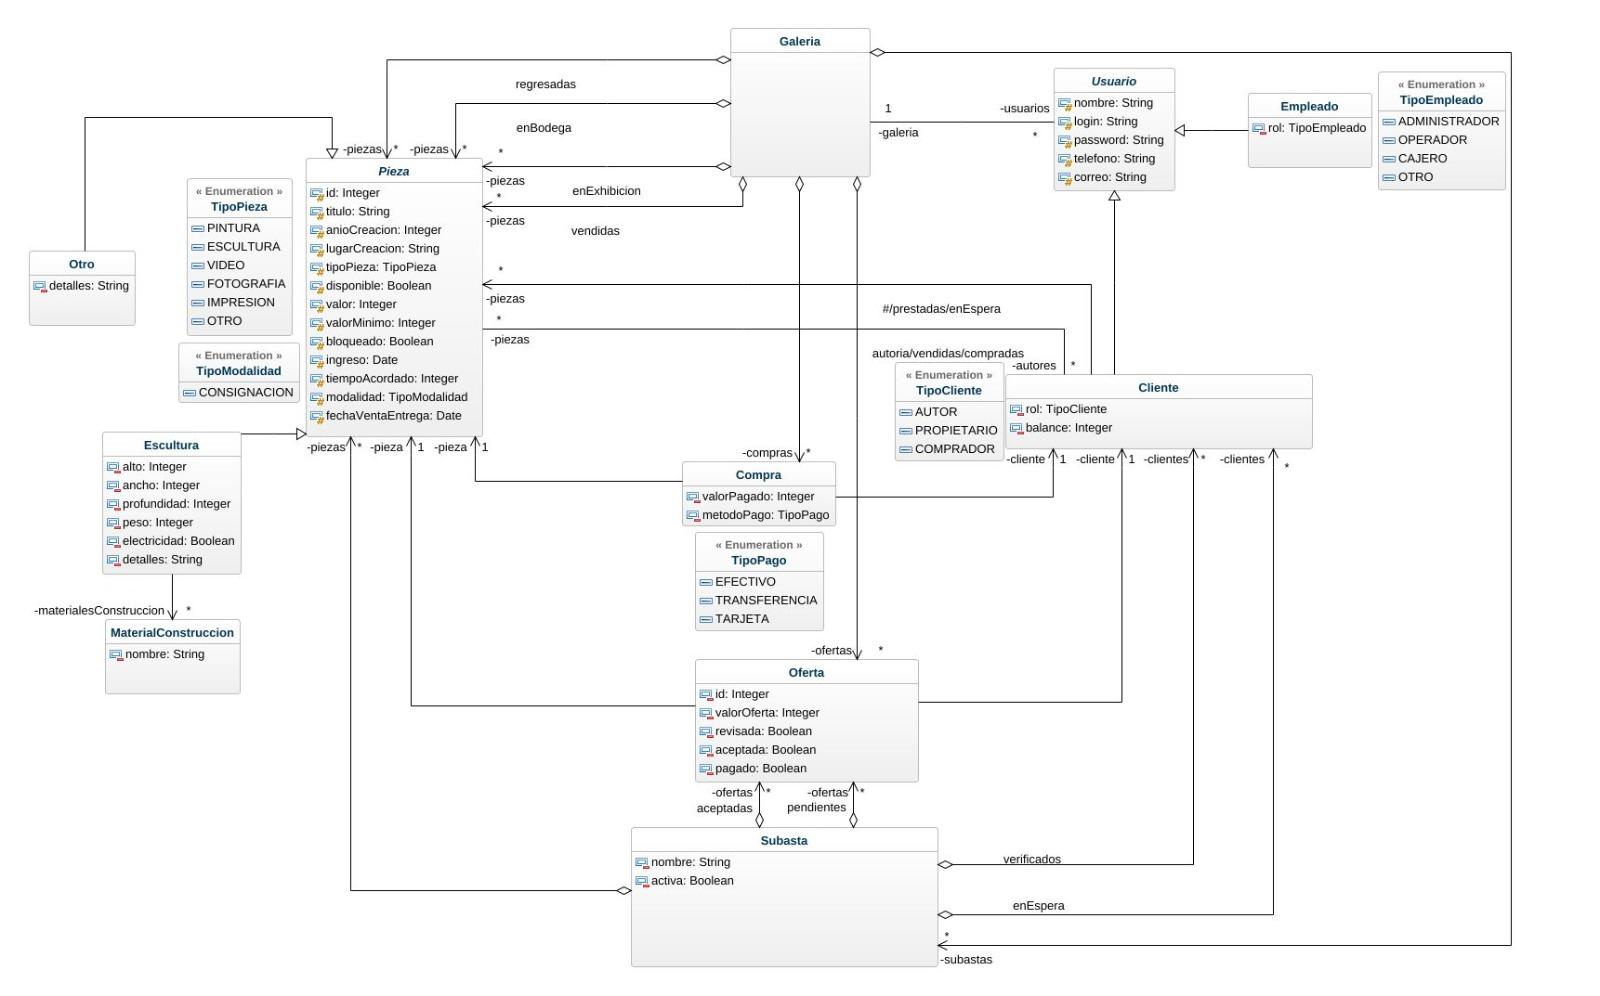 Galeria
regresadas
enBodega
1
-usuarios
-galeria
*
Usuario
nombre: String
login: String
password: String
telefono: String
correo: String
Empleado
rol: TipoEmpleado
« Enumeration »
TipoEmpleado
ADMINISTRADOR
OPERADOR
CAJERO
OTRO
-piezas
*
-piezas
*
*
-piezas
enExhibicion
*
-piezas
vendidas
Pieza
id: Integer
titulo: String
anioCreacion: Integer
lugarCreacion: String
tipoPieza: TipoPieza
disponible: Boolean
valor: Integer
valorMinimo: Integer
bloqueado: Boolean
ingreso: Date
tiempoAcordado: Integer
modalidad: TipoModalidad
fechaVentaEntrega: Date
« Enumeration »
TipoPieza
PINTURA
ESCULTURA
VIDEO
FOTOGRAFIA
IMPRESION
OTRO
Otro
detalles: String
« Enumeration »
TipoModalidad
CONSIGNACION
*
-piezas
#/prestadas/enEspera
*
-piezas
autoria/vendidas/compradas
-autores
*
« Enumeration »
TipoCliente
AUTOR
PROPIETARIO
COMPRADOR
Cliente
rol: TipoCliente
balance: Integer
-cliente
1
-cliente
1
-clientes
*
-clientes
*
Escultura
alto: Integer
ancho: Integer
profundidad: Integer
peso: Integer
electricidad: Boolean
detalles: String
-piezas
*
-pieza
1
-pieza
1
-compras
*
Compra
valorPagado: Integer
metodoPago: TipoPago
« Enumeration »
TipoPago
EFECTIVO
TRANSFERENCIA
TARJETA
-materialesConstruccion
*
MaterialConstruccion
nombre: String
-ofertas
*
Oferta
id: Integer
valorOferta: Integer
revisada: Boolean
aceptada: Boolean
pagado: Boolean
-ofertas
*
aceptadas
-ofertas
*
pendientes
Subasta
nombre: String
activa: Boolean
verificados
enEspera
*
-subastas